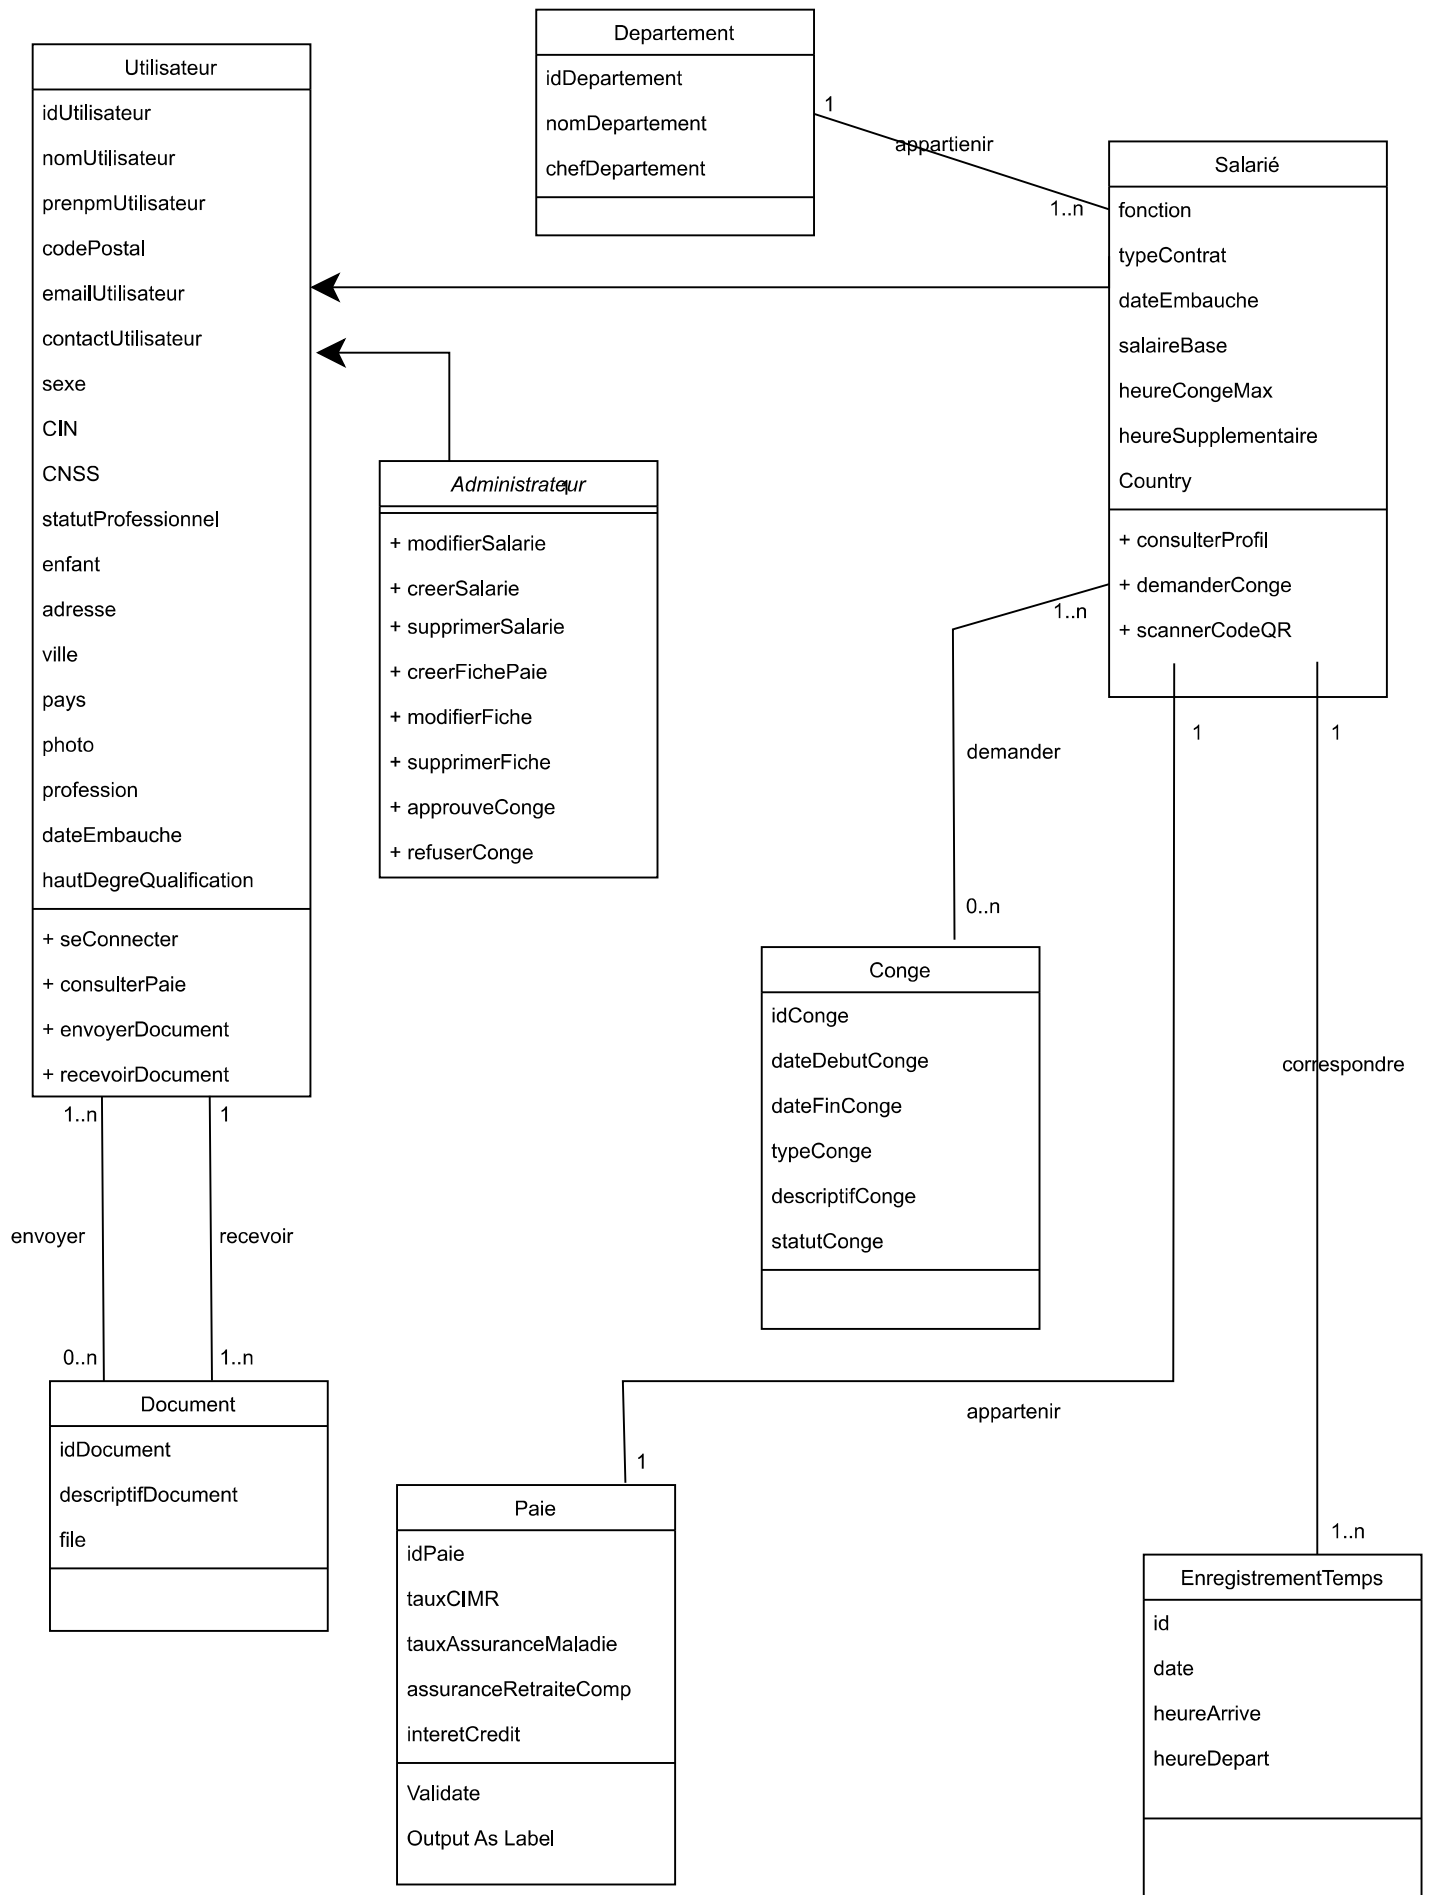 Utilisateur
idUtilisateur
nomUtilisateur
prenpmUtilisateur
codePostal
emailUtilisateur
contactUtilisateur
sexe
CIN
CNSS
statutProfessionnel
enfant
adresse
ville
pays
photo
profession
dateEmbauche
hautDegreQualification
+ seConnecter
+ consulterPaie
+ envoyerDocument
+ recevoirDocument
Departement
idDepartement
nomDepartement
chefDepartement
1
appartienir
1..n
Salarié
fonction
typeContrat
dateEmbauche
salaireBase
heureCongeMax
heureSupplementaire
Country
+ consulterProfil
+ demanderConge
+ scannerCodeQR
Administrateur
+ modifierSalarie
+ creerSalarie
+ supprimerSalarie
+ creerFichePaie
+ modifierFiche
+ supprimerFiche
+ approuveConge
+ refuserConge
1..n
demander
0..n
Conge
idConge
dateDebutConge
dateFinConge
typeConge
descriptifConge
statutConge
1
1
correspondre
1..n
1..n
1
envoyer
recevoir
0..n
1..n
Document
idDocument
descriptifDocument
file
appartenir
1
Paie
idPaie
tauxCIMR
tauxAssuranceMaladie
assuranceRetraiteComp
interetCredit
Validate
Output As Label
EnregistrementTemps
id
date
heureArrive
heureDepart